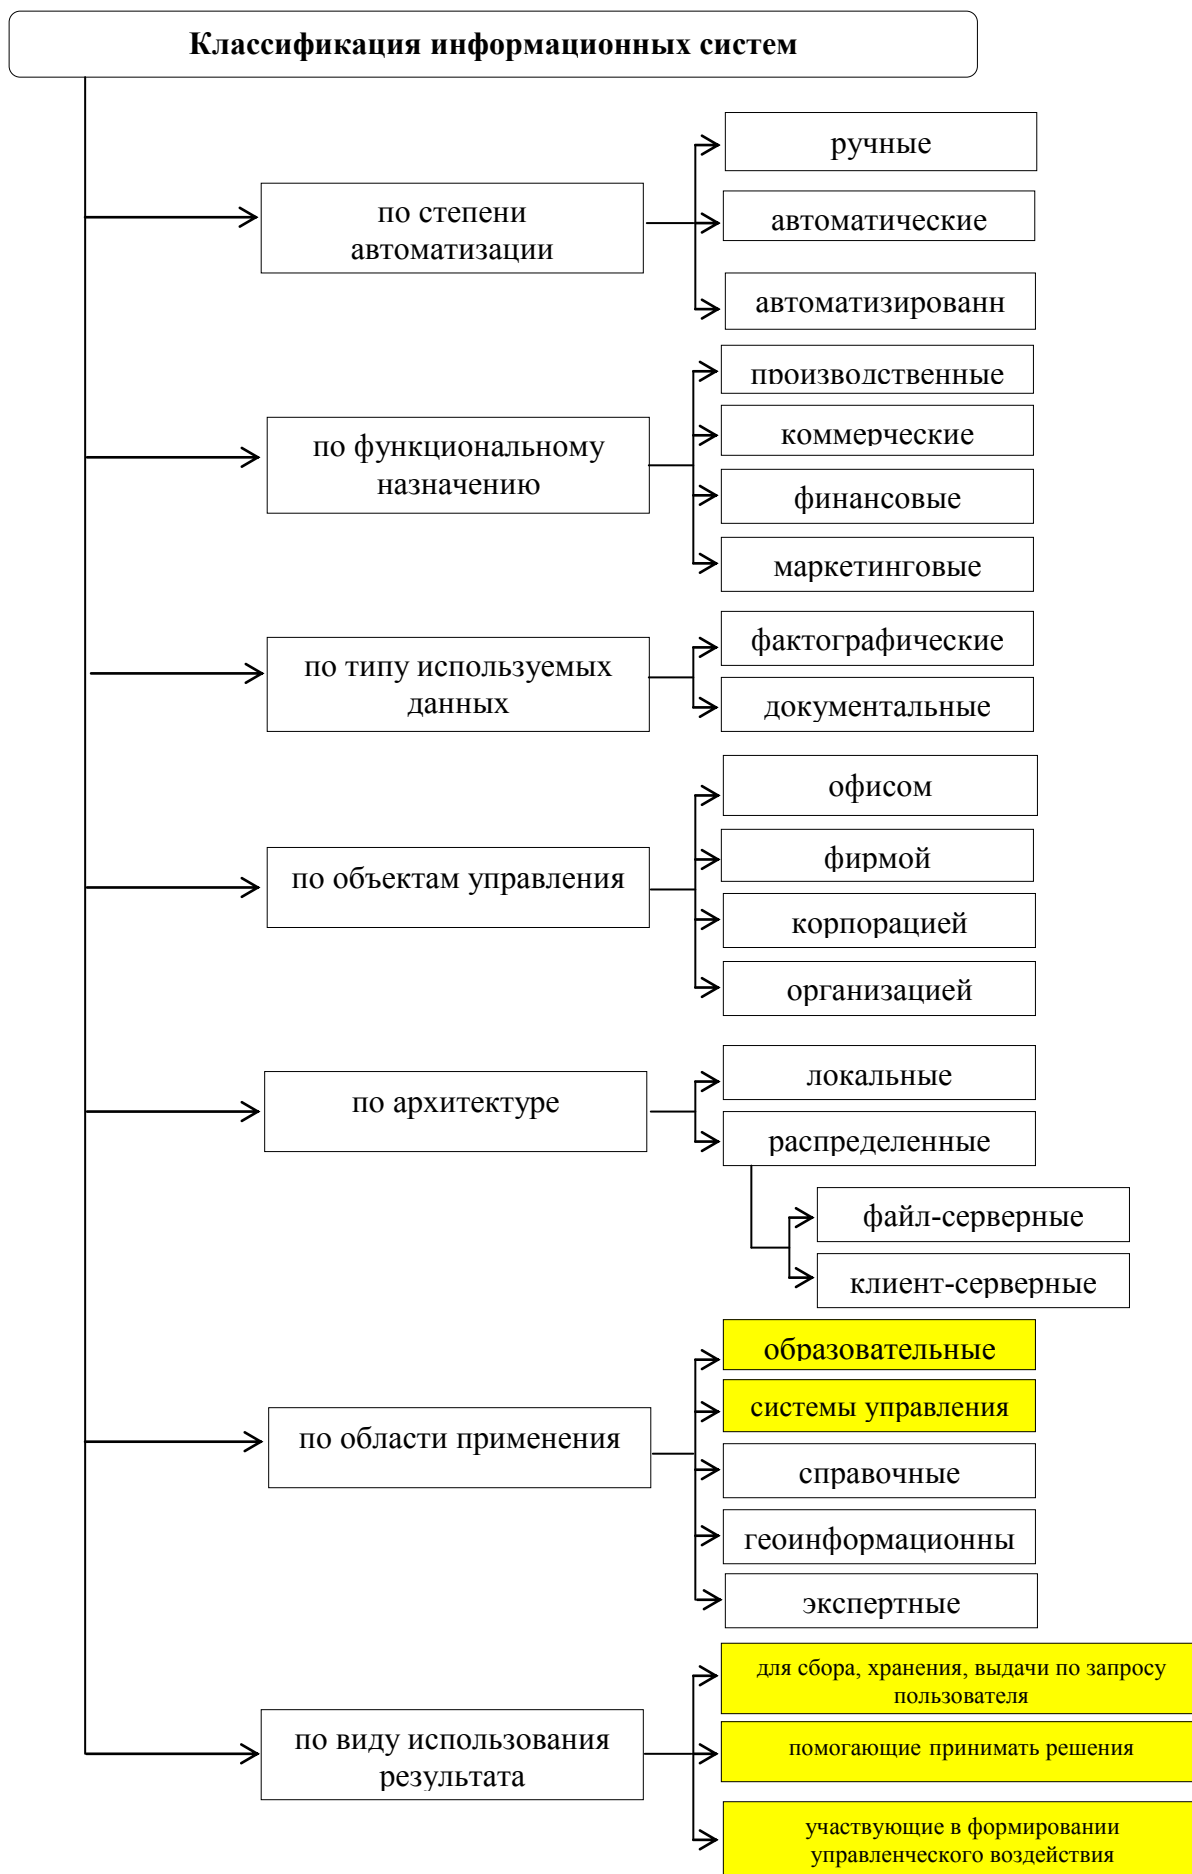 Классификация информационных систем
по степени
автоматизации
ручные
автоматические
автоматизированн
по функциональному
назначению
производственные
коммерческие
финансовые
маркетинговые
по типу используемых
данных
фактографические
документальные
по объектам управления
офисом
фирмой
корпорацией
организацией
по архитектуре
локальные
распределенные
файл-серверные
клиент-серверные
по области применения
образовательные
системы управления
справочные
геоинформационны
экспертные
по виду использования
результата
для сбора, хранения, выдачи по запросу
пользователя
помогающие принимать решения
участвующие в формировании
управленческого воздействия